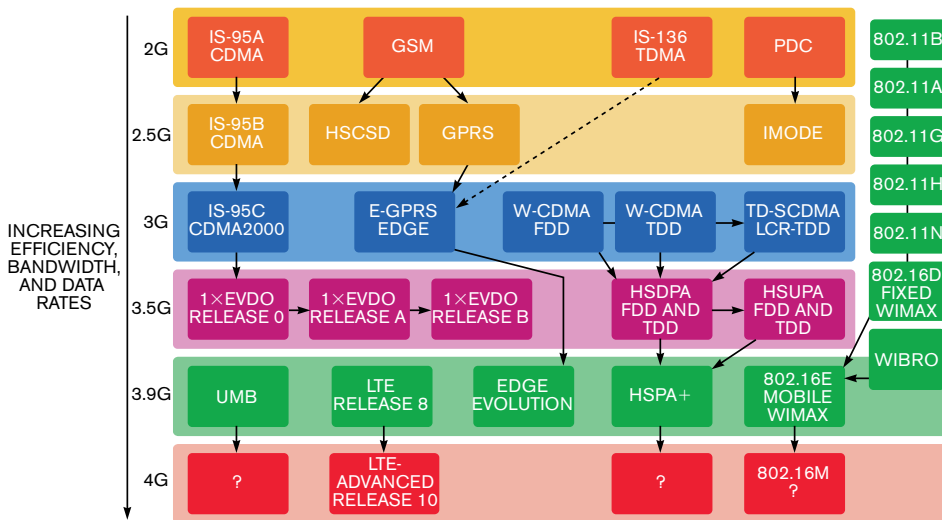 INCREASING
EFFICIENCY,
BANDWIDTH,
AND DATA
RATES
2G
IS-95A
CDMA
GSM
IS-136
TDMA
PDC
2.5G
IS-95B
CDMA
HSCSD
GPRS
IMODE
3G
IS-95C
CDMA2000
E-GPRS
EDGE
W-CDMA
FDD
W-CDMA
TDD
TD-SCDMA
LCR-TDD
3.5G
1×EVDO
RELEASE 0
1×EVDO
RELEASE A
1×EVDO
RELEASE B
HSDPA
FDD AND
TDD
HSUPA
FDD AND
TDD
3.9G
UMB
LTE
RELEASE 8
EDGE
EVOLUTION
HSPA+
802.16E
MOBILE
WIMAX
4G
?
LTE-
ADVANCED
RELEASE 10
?
802.16M
?
802.11B
802.11A
802.11G
802.11H
802.11N
802.16D
FIXED
WIMAX
WIBRO